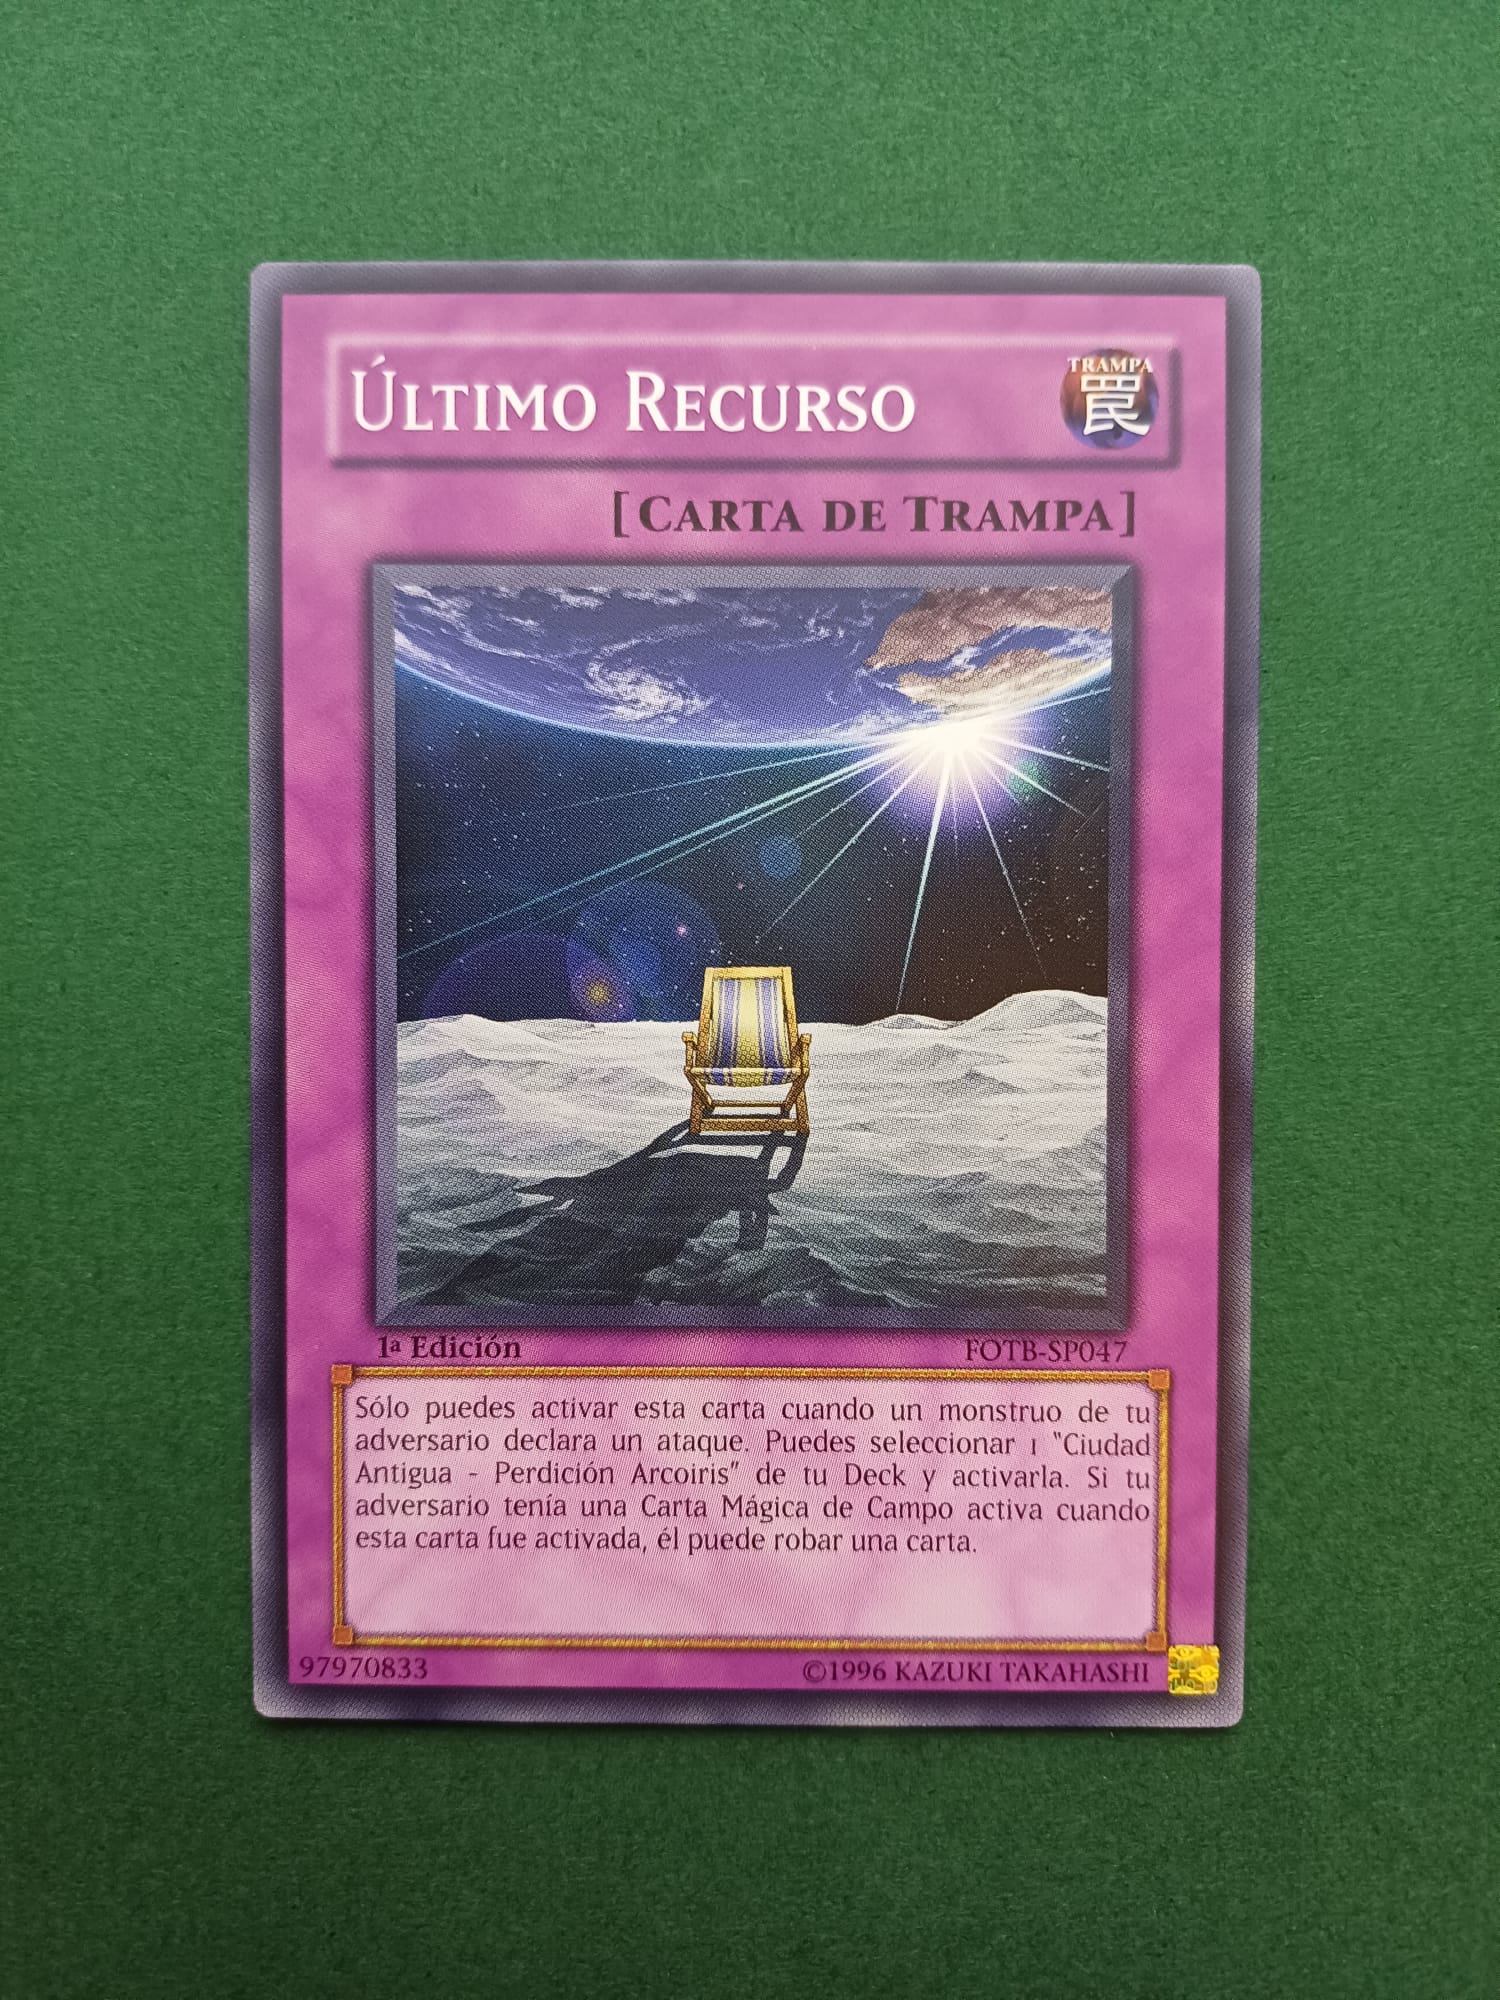 Último Recurso
TRAMPA
罠
[Carta de Trampa]
1ª Edición
FOTB-SP047
Sólo puedes activar esta carta cuando un monstruo de tu
adversario declara un ataque. Puedes seleccionar 1 "Ciudad
Antigua - Perdición Arcoiris" de tu Deck y activarla. Si tu
adversario tenía una Carta Mágica de Campo activa cuando
esta carta fue activada, él puede robar una carta.
97970833
©1996 KAZUKI TAKAHASHI